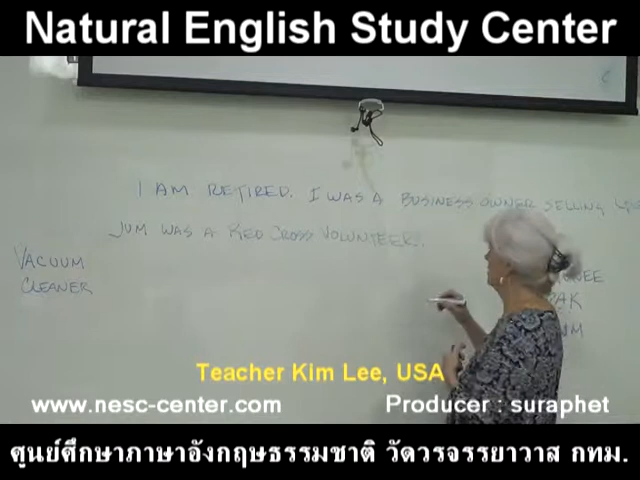 Natural English Study Center
I AM RETIRED. I WAS A BUSINESS OWNER SELLING
JUM WAS A RED CROSS VOLUNTEER.
VACUUM
CLEANER
Teacher Kim Lee, USA
www.nesc-center.com
Producer : suraphet
ศูนย์ศึกษาภาษาอังกฤษธรรมชาติ วัดวรจรรยาวาส กทม.